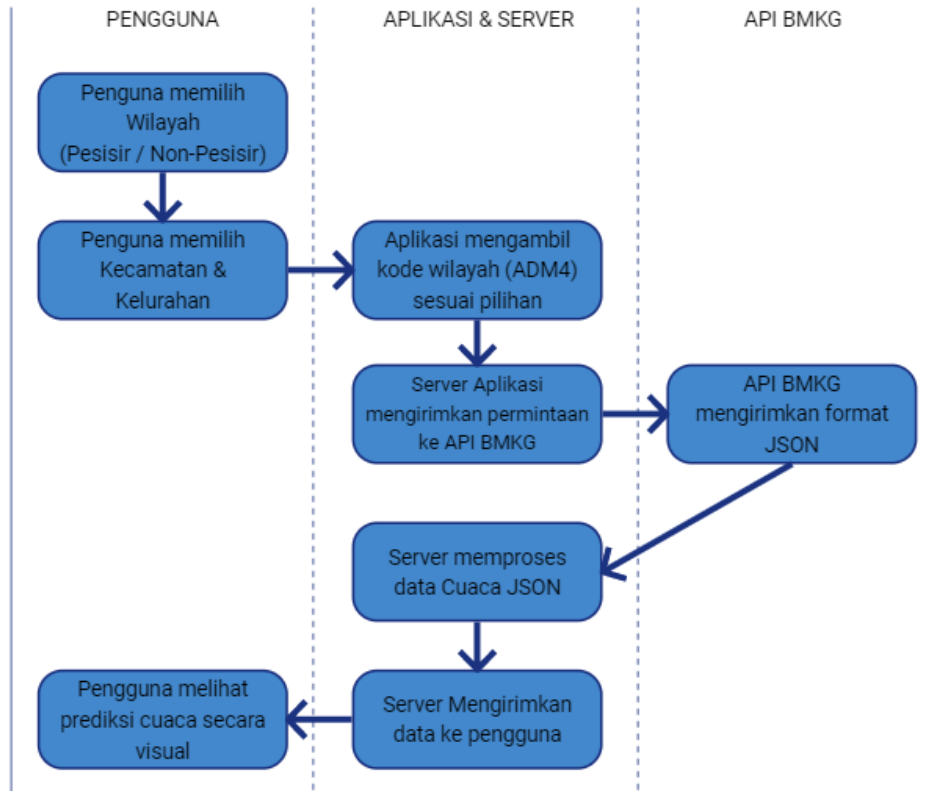 PENGGUNA
APLIKASI & SERVER
API BMKG
Penguna memilih
Wilayah
(Pesisir / Non-Pesisir)
Penguna memilih
Kecamatan &
Kelurahan
Aplikasi mengambil
kode wilayah (ADM4)
sesuai pilihan
Server Aplikasi
mengirimkan permintaan
ke API BMKG
API BMKG
mengirimkan format
JSON
Server memproses
data Cuaca JSON
Server Mengirimkan
data ke pengguna
Pengguna melihat
prediksi cuaca secara
visual